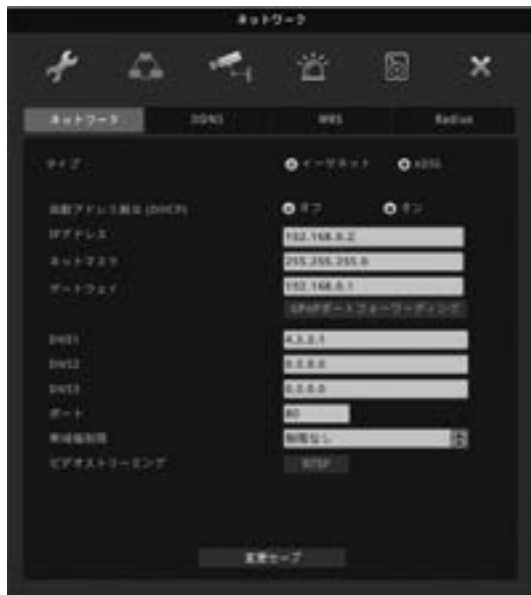 ネットワーク
ネットワーク DDNS WRS Radius
タイプ イーサネット xDSL
自動アドレス割当 (DHCP) オフ オン
IPアドレス 192.168.0.2
ネットマスク 255.255.255.0
ゲートウェイ 192.168.0.1
UPnPポートフォーワーディング
DNS1
DNS2 0.0.0.0
DNS3 0.0.0.0
ポート 80
帯域幅制限 制限なし
ビデオストリーミング RTSP
変更セーブ